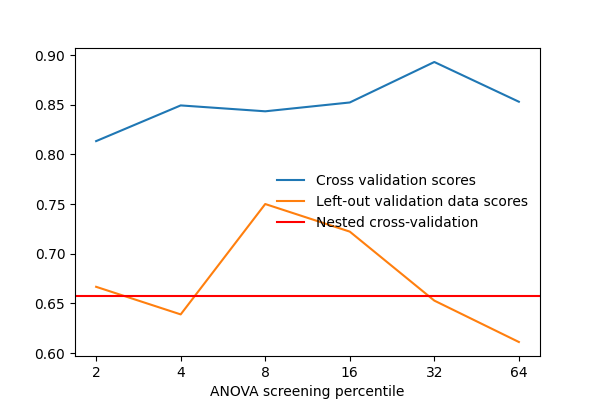 0.90
0.85
0.80
0.75
0.70
0.65
0.60
Cross validation scores
Left-out validation data scores
Nested cross-validation
2 4 8 16 32 64
ANOVA screening percentile